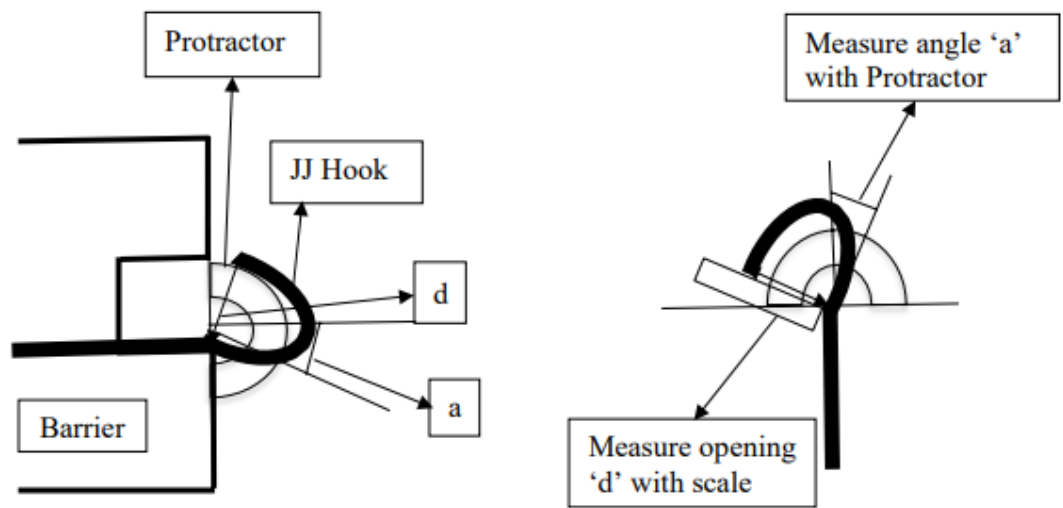 Protractor
JJ Hook
d
a
Barrier
Measure angle ‘a’
with Protractor
Measure opening
‘d’ with scale